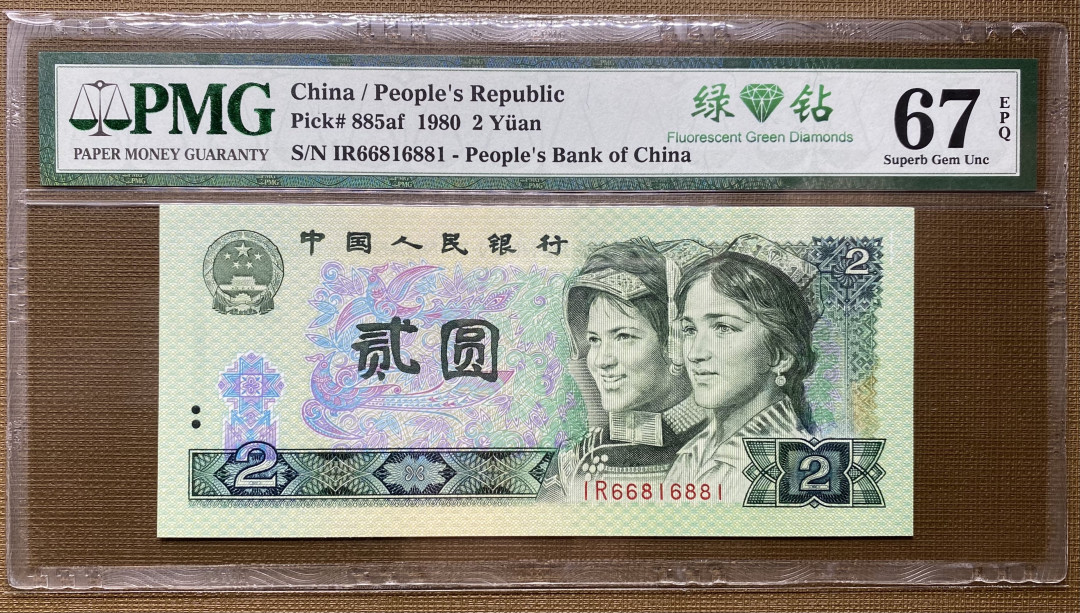 PMG
PAPER MONEY GUARANTY
China / People's Republic
Pick# 885af 1980 2 Yüan
S/N IR66816881 - People's Bank of China
绿 钻
Fluorescent Green Diamonds
67
EPQ
Superb Gem Unc
中国人民银行
2
贰圆
2
IR66816881
2